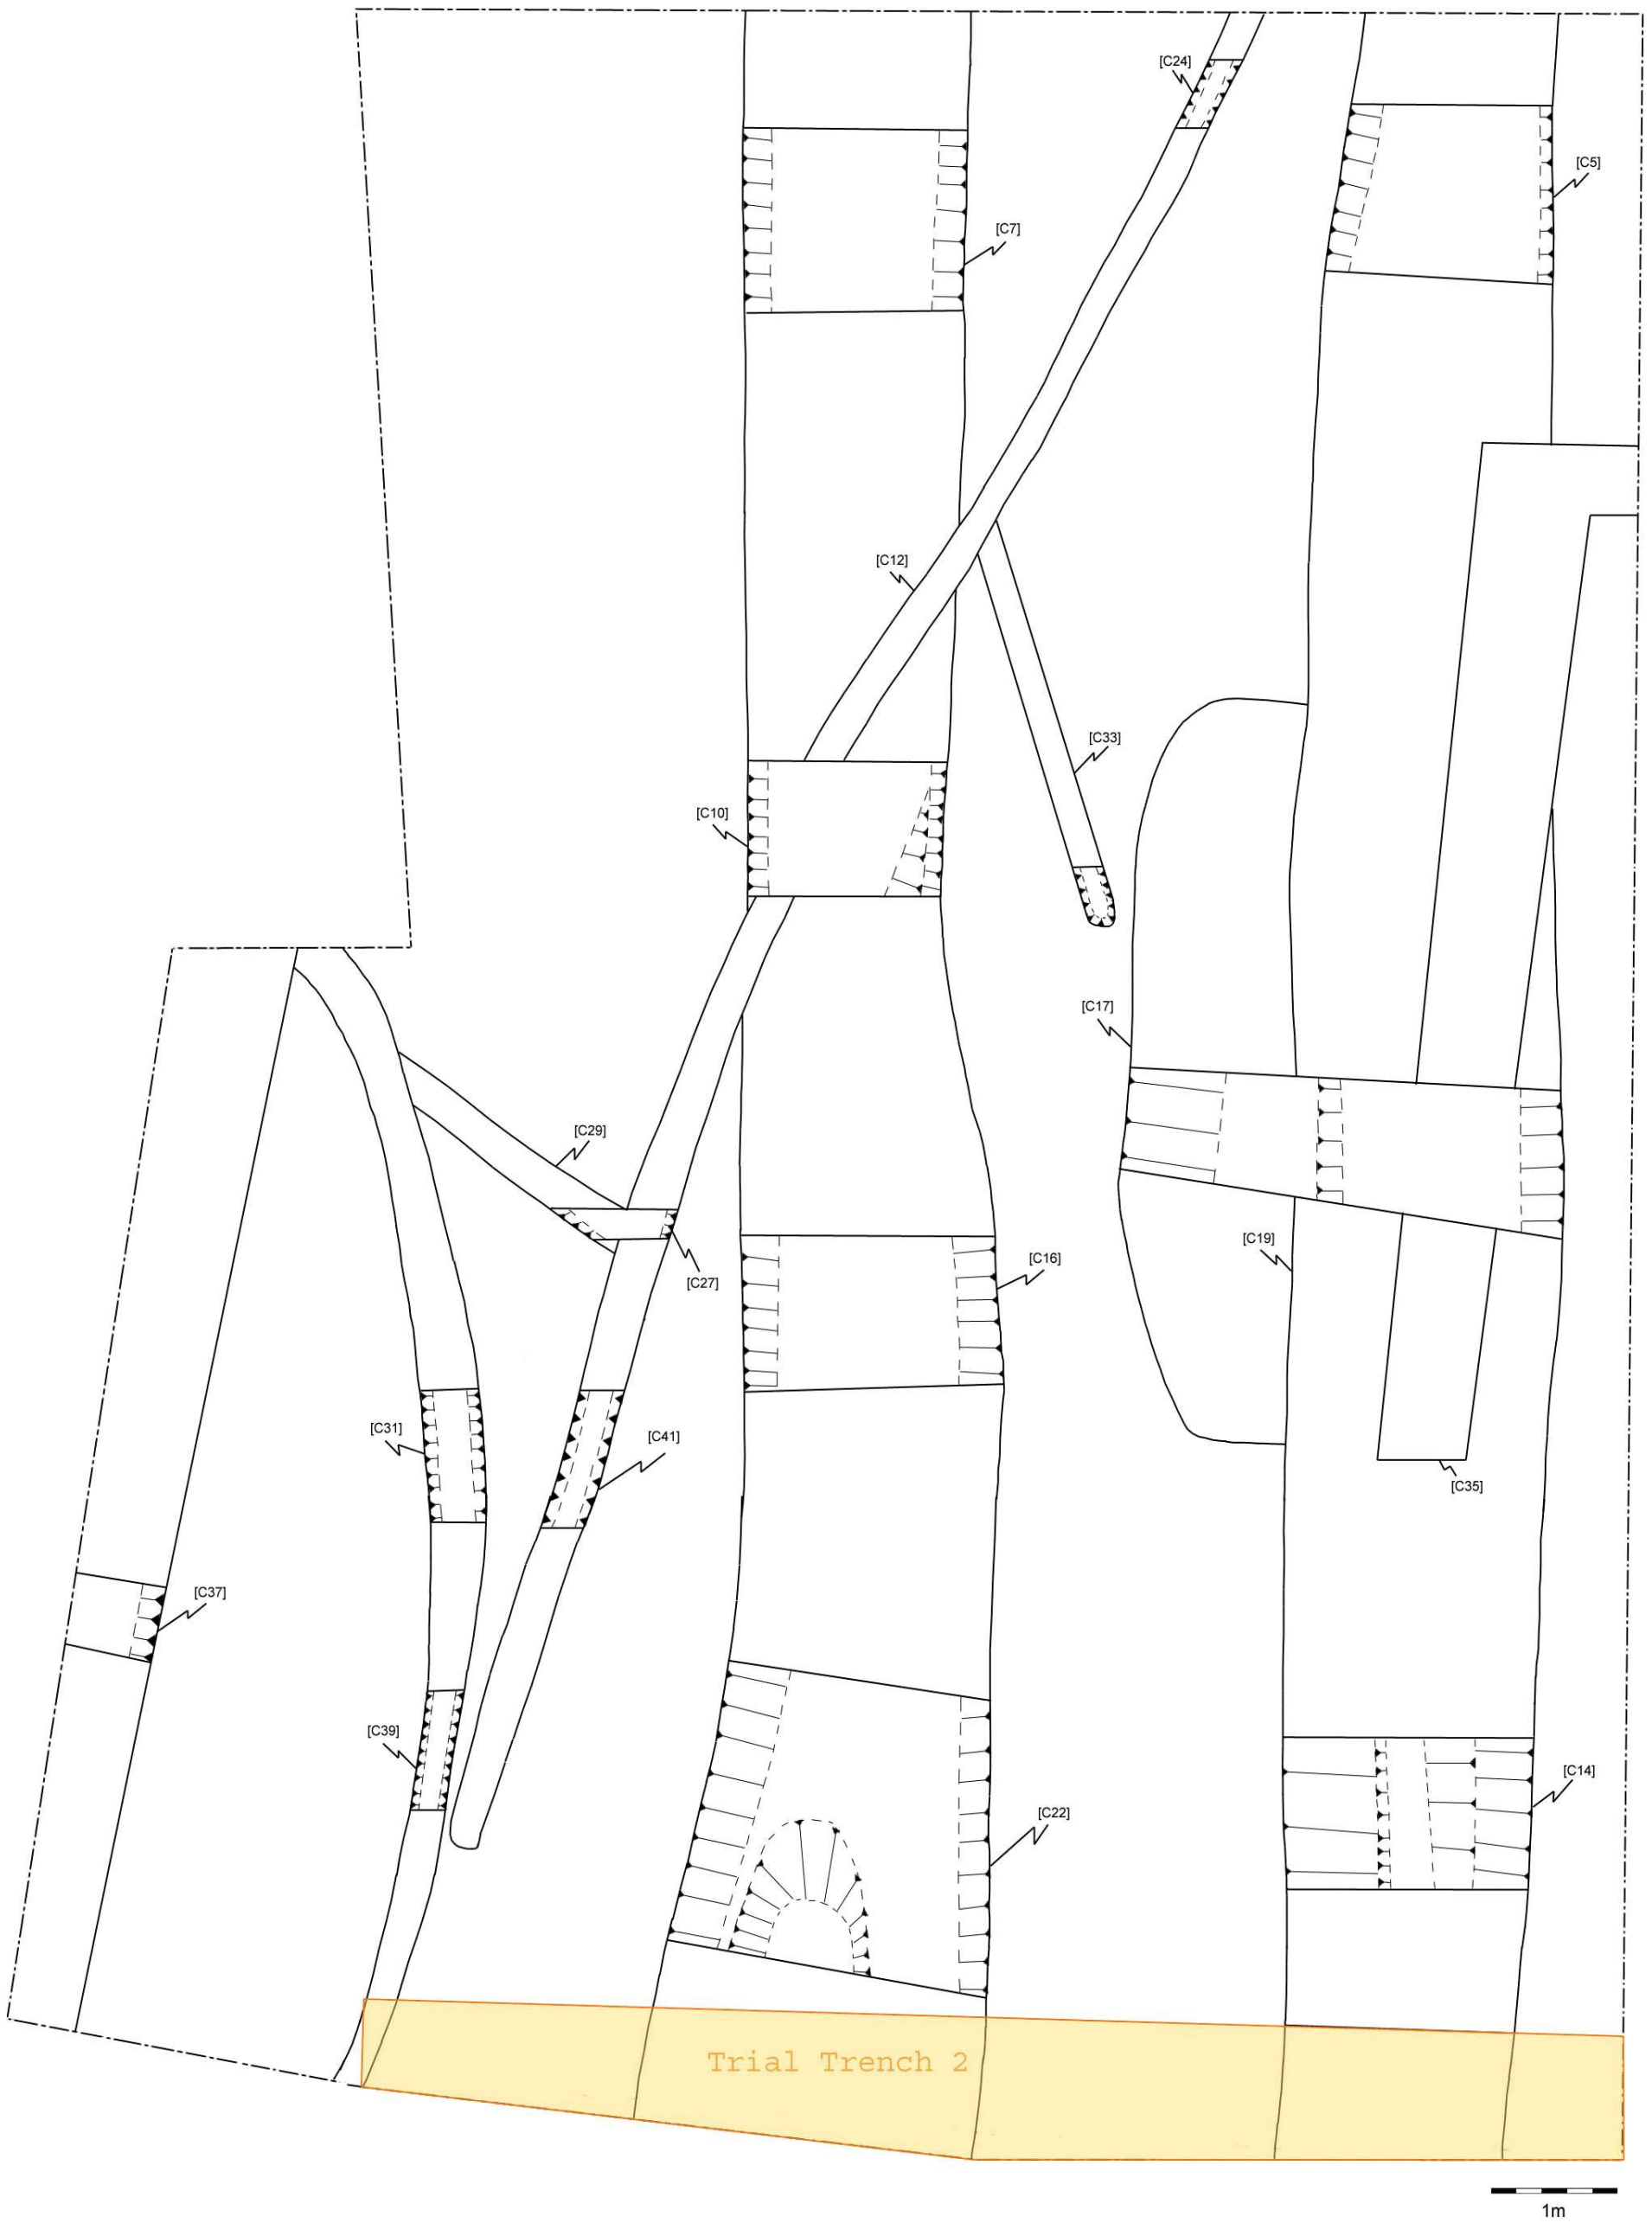 [C24]
[C5]
[C7]
[C12]
[C33]
[C10]
[C17]
[C29]
[C19]
[C16]
[C27]
[C31]
[C41]
[C35]
[C37]
[C39]
[C14]
[C22]
Trial Trench 2
1m